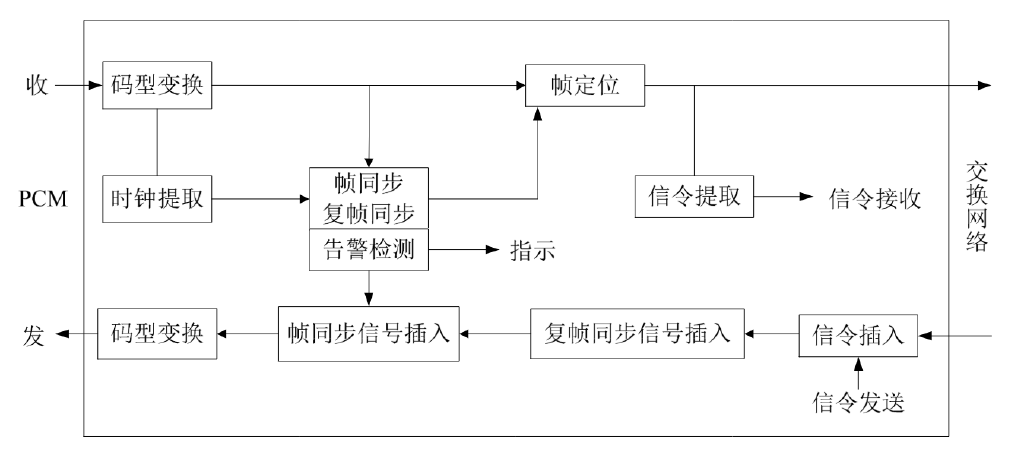 收
码型变换
帧定位
PCM
时钟提取
帧同步
复帧同步
告警检测
指示
信令提取
信令接收
交换网络
发
码型变换
帧同步信号插入
复帧同步信号插入
信令插入
信令发送